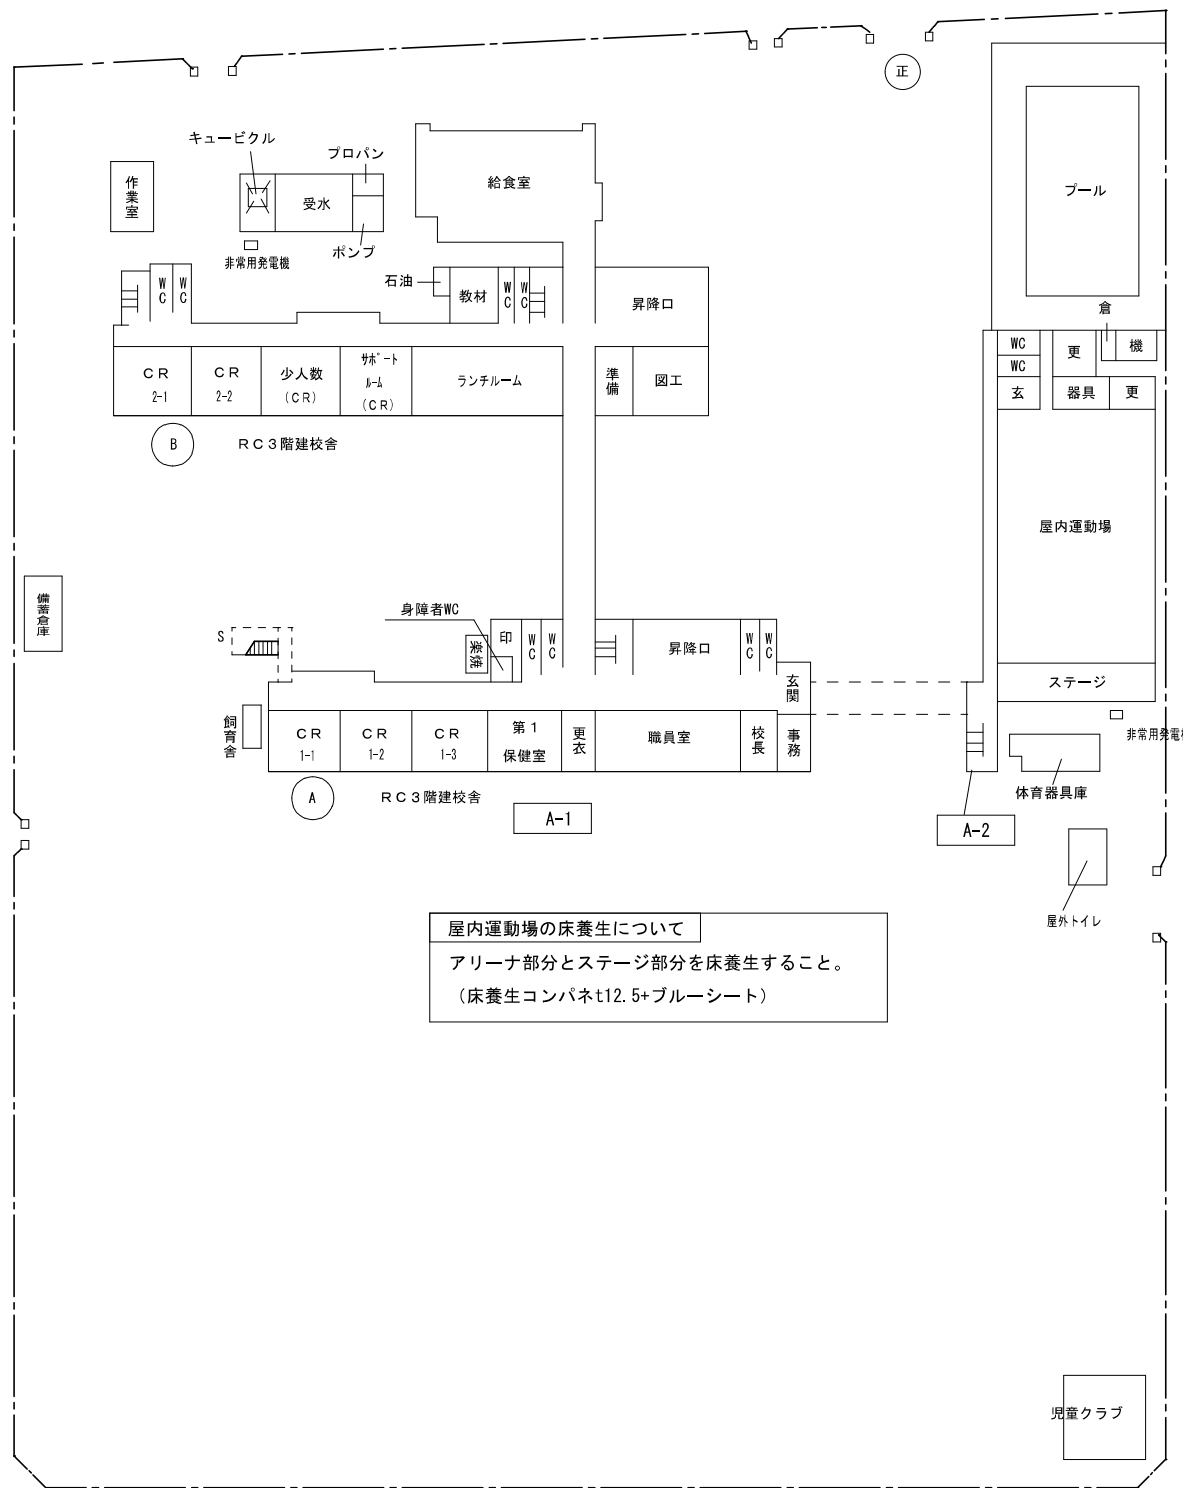 正
キュービクル
プロパン
作業室
受水
給食室
プール
ポンプ
非常用発電機
石油
教材
WC
WC
WC
WC
昇降口
倉
WC
WC
更
機
玄
器具
更
CR
2-1
CR
2-2
少人数
(CR)
サポート
ルーム
(CR)
ランチルーム
準備
図工
B
RC3階建校舎
屋内運動場
備蓄倉庫
身障者WC
S
楽焼
印
WC
WC
昇降口
WC
WC
玄関
ステージ
飼育舎
CR
1-1
CR
1-2
CR
1-3
第1
保健室
更衣
職員室
校長
事務
非常用発電機
体育器具庫
A
RC3階建校舎
A-1
A-2
屋外トイレ
屋内運動場の床養生について
アリーナ部分とステージ部分を床養生すること。
(床養生コンパネt12.5+ブルーシート)
児童クラブ